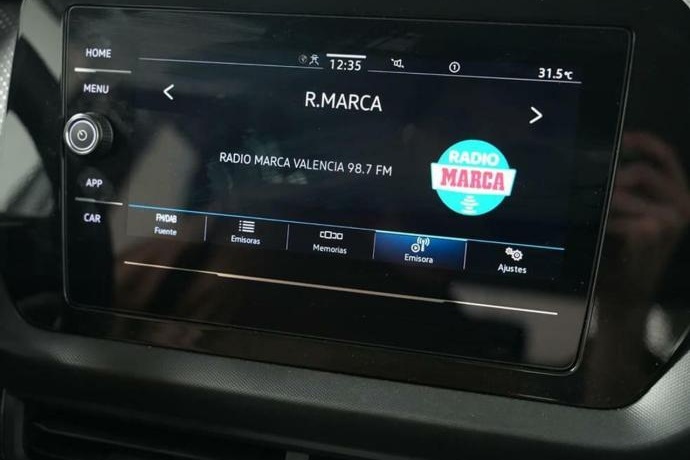 HOME
12:35
31.5°C
MENU
R.MARCA
RADIO MARCA VALENCIA 98.7 FM
RADIO
MARCA
APP
CAR
FM/DAB
Fuente
Emisoras
Memorias
Emisora
Ajustes